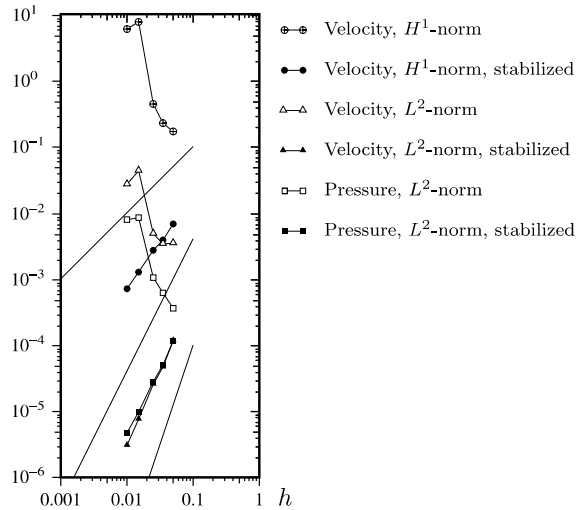 10^1
10^0
10^−1
10^−2
10^−3
10^−4
10^−5
10^−6
0.001 0.01 0.1 1 h
Velocity, H^1-norm
Velocity, H^1-norm, stabilized
Velocity, L^2-norm
Velocity, L^2-norm, stabilized
Pressure, L^2-norm
Pressure, L^2-norm, stabilized